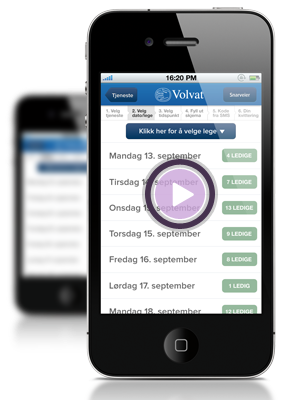 16:20 PM
Tjeneste
Volvat
Snarveier
1. Velg tjeneste
2. Velg dato/lege
3. Velg tidspunkt
4. Fyll ut skjema
5. Kode fra SMS
6. Din kvittering
Klikk her for å velge lege
Mandag 13. september
4 LEDIGE
Tirsdag 14. september
7 LEDIGE
Onsdag 15. september
13 LEDIGE
Torsdag 15. september
9 LEDIGE
Fredag 16. september
8 LEDIGE
Lørdag 17. september
1 LEDIG
Mandag 18. september
12 LEDIGE